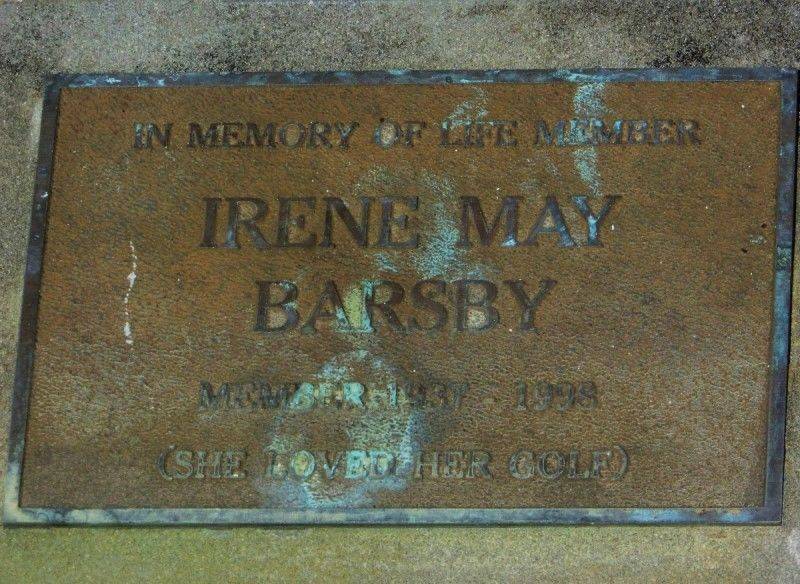 IN MEMORY OF LIFE MEMBER
IRENE MAY
BARSBY
MEMBER 1937 - 1998
(SHE LOVED HER GOLF)